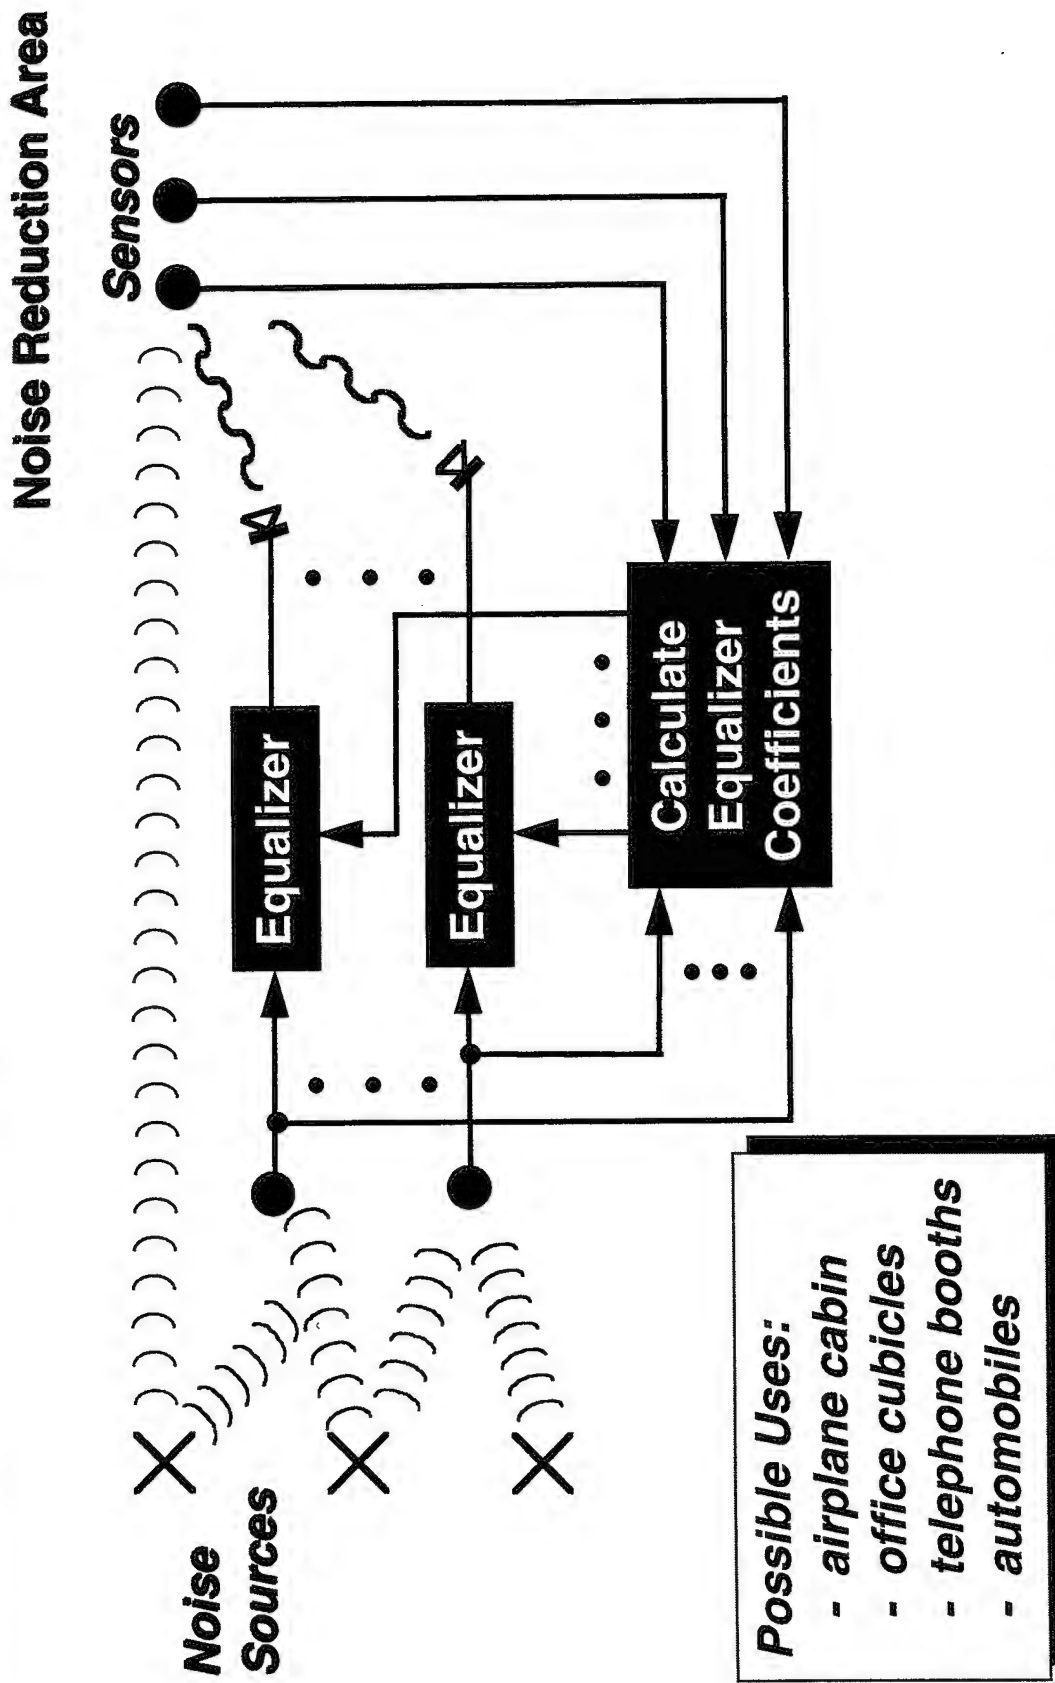 Noise Reduction Area
Sensors
Noise
Sources
Equalizer
Equalizer
Calculate
Equalizer
Coefficients
Possible Uses:
- airplane cabin
- office cubicles
- telephone booths
- automobiles